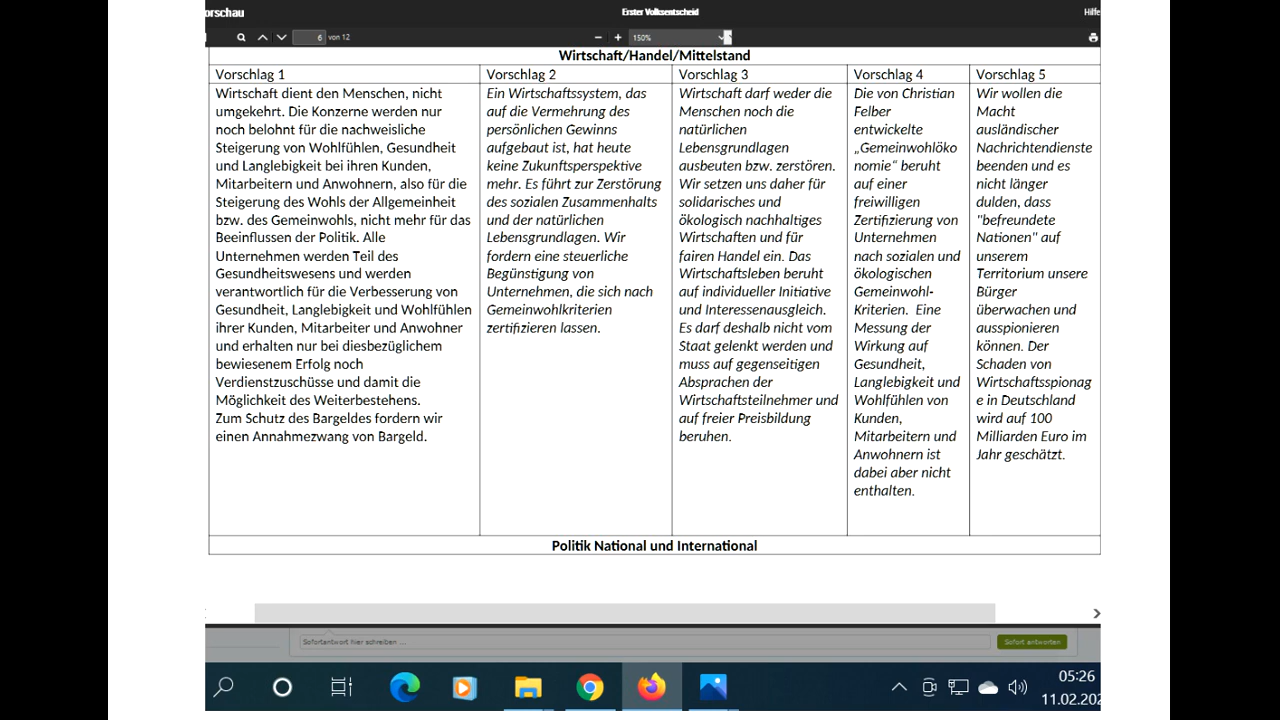 orschau
Erster Volksentscheid
Hilfe
6 von 12
150%
Wirtschaft/Handel/Mittelstand
Vorschlag 1
Wirtschaft dient den Menschen, nicht
umgekehrt. Die Konzerne werden nur
noch belohnt für die nachweisliche
Steigerung von Wohlfühlen, Gesundheit
und Langlebigkeit bei ihren Kunden,
Mitarbeitern und Anwohnern, also für die
Steigerung des Wohls der Allgemeinheit
bzw. des Gemeinwohls, nicht mehr für das
Beeinflussen der Politik. Alle
Unternehmen werden Teil des
Gesundheitswesens und werden
verantwortlich für die Verbesserung von
Gesundheit, Langlebigkeit und Wohlfühlen
ihrer Kunden, Mitarbeiter und Anwohner
und erhalten nur bei diesbezüglichem
bewiesenem Erfolg noch
Verdienstzuschüsse und damit die
Möglichkeit des Weiterbestehens.
Zum Schutz des Bargeldes fordern wir
einen Annahmezwang von Bargeld.
Vorschlag 2
Ein Wirtschaftssystem, das
auf die Vermehrung des
persönlichen Gewinns
aufgebaut ist, hat heute
keine Zukunftsperspektive
mehr. Es führt zur Zerstörung
des sozialen Zusammenhalts
und der natürlichen
Lebensgrundlagen. Wir
fordern eine steuerliche
Begünstigung von
Unternehmen, die sich nach
Gemeinwohlkriterien
zertifizieren lassen.
Vorschlag 3
Wirtschaft darf weder die
Menschen noch die
natürlichen
Lebensgrundlagen
ausbeuten bzw. zerstören.
Wir setzen uns daher für
solidarisches und
ökologisch nachhaltiges
Wirtschaften und für
fairen Handel ein. Das
Wirtschaftsleben beruht
auf individueller Initiative
und Interessenausgleich.
Es darf deshalb nicht vom
Staat gelenkt werden und
muss auf gegenseitigen
Absprachen der
Wirtschaftsteilnehmer und
auf freier Preisbildung
beruhen.
Vorschlag 4
Die von Christian
Felber
entwickelte
„Gemeinwohlöko
nomie“ beruht
auf einer
freiwilligen
Zertifizierung von
Unternehmen
nach sozialen und
ökologischen
Gemeinwohl-
Kriterien. Eine
Messung der
Wirkung auf
Gesundheit,
Langlebigkeit und
Wohlfühlen von
Kunden,
Mitarbeitern und
Anwohnern ist
dabei aber nicht
enthalten.
Vorschlag 5
Wir wollen die
Macht
ausländischer
Nachrichtendienste
beenden und es
nicht länger
dulden, dass
"befreundete
Nationen" auf
unserem
Territorium unsere
Bürger
überwachen und
ausspionieren
können. Der
Schaden von
Wirtschaftsspionag
e in Deutschland
wird auf 100
Milliarden Euro im
Jahr geschätzt.
Politik National und International
Sofortantwort hier schreiben ...
Sofort antworten
05:26
11.02.202